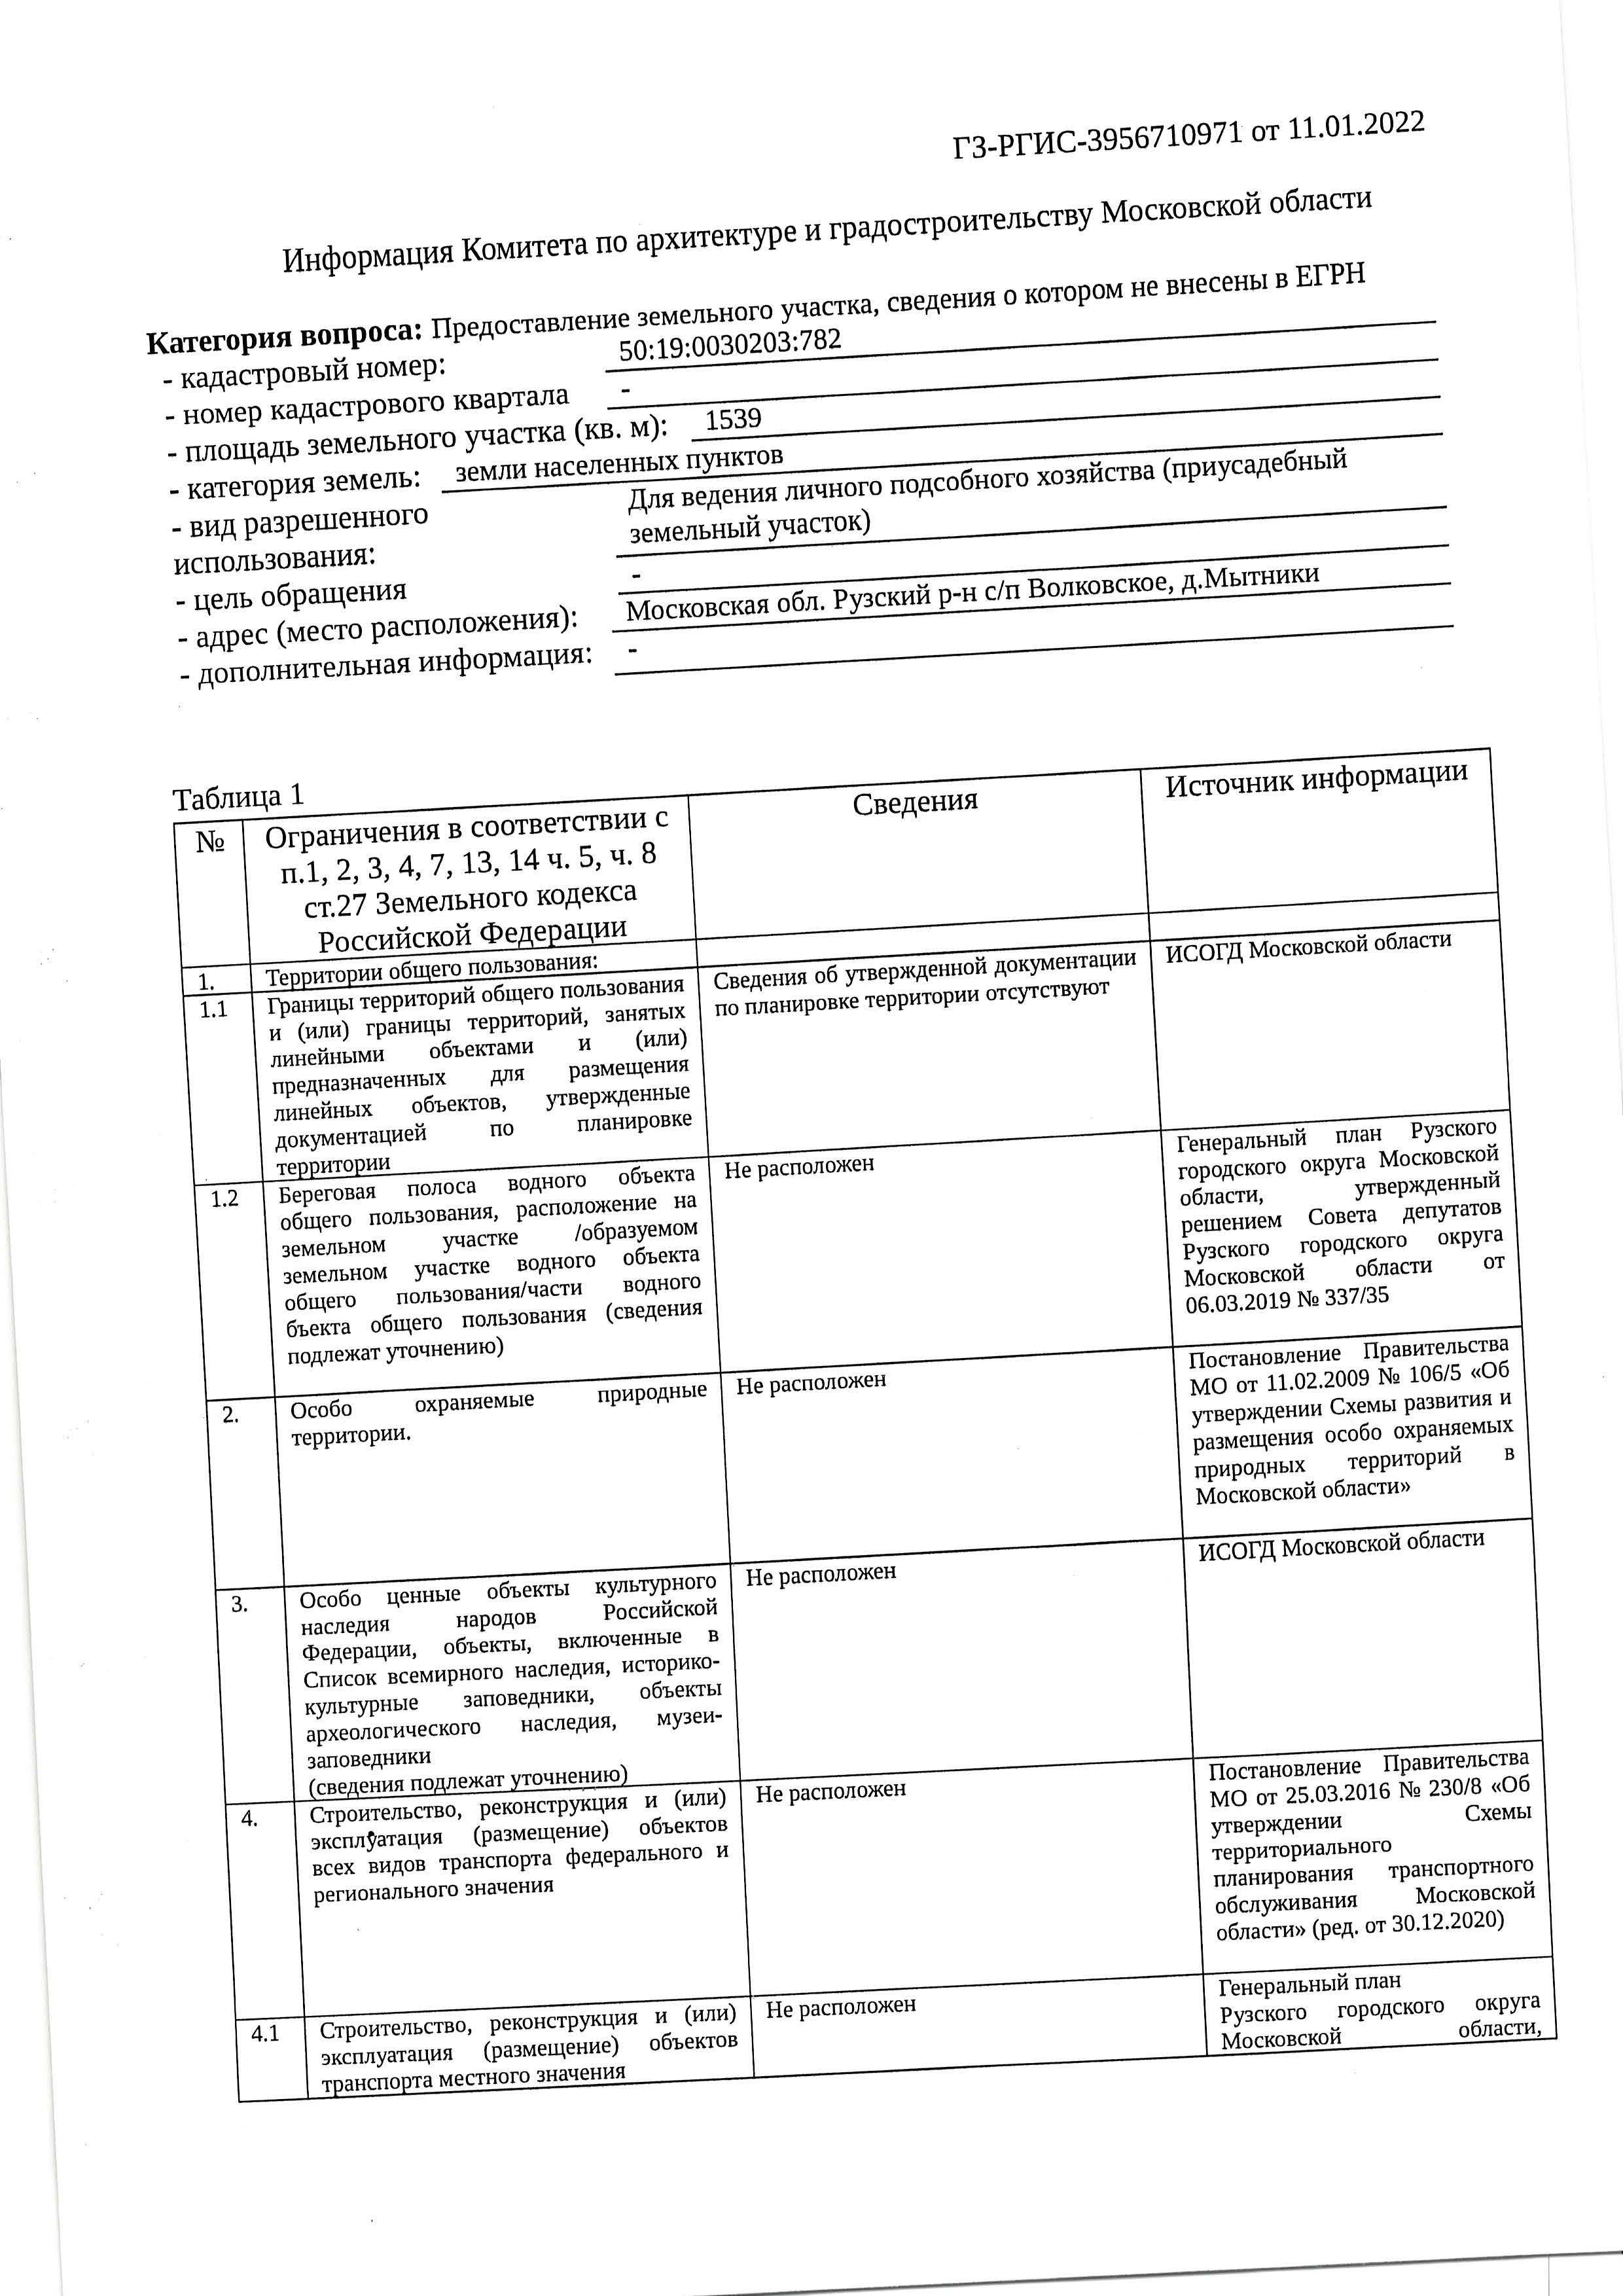 ГЗ-РГИС-3956710971 от 11.01.2022
Информация Комитета по архитектуре и градостроительству Московской области
Категория вопроса: Предоставление земельного участка, сведения о котором не внесены в ЕГРН
- кадастровый номер: 50:19:0030203:782
- номер кадастрового квартала -
- площадь земельного участка (кв. м): 1539
- категория земель: земли населенных пунктов
- вид разрешенного
использования:
Для ведения личного подсобного хозяйства (приусадебный
земельный участок)
- цель обращения -
- адрес (место расположения): Московская обл. Рузский р-н с/п Волковское, д.Мытники
- дополнительная информация: -
Таблица 1
№
Ограничения в соответствии с
п.1, 2, 3, 4, 7, 13, 14 ч. 5, ч. 8
ст.27 Земельного кодекса
Российской Федерации
Сведения
Источник информации
1.
Территории общего пользования:
1.1
Границы территорий общего пользования
и (или) границы территорий, занятых
линейными объектами и (или)
предназначенных для размещения
линейных объектов, утвержденные
документацией по планировке
территории
Сведения об утвержденной документации
по планировке территории отсутствуют
ИСОГД Московской области
1.2
Береговая полоса водного объекта
общего пользования, расположение на
земельном участке /образуемом
земельном участке водного объекта
общего пользования/части водного
бъекта общего пользования (сведения
подлежат уточнению)
Не расположен
Генеральный план Рузского
городского округа Московской
области, утвержденный
решением Совета депутатов
Рузского городского округа
Московской области от
06.03.2019 № 337/35
2.
Особо охраняемые природные
территории.
Не расположен
Постановление Правительства
МО от 11.02.2009 № 106/5 «Об
утверждении Схемы развития и
размещения особо охраняемых
природных территорий в
Московской области»
3.
Особо ценные объекты культурного
наследия народов Российской
Федерации, объекты, включенные в
Список всемирного наследия, историко-
культурные заповедники, объекты
археологического наследия, музеи-
заповедники
(сведения подлежат уточнению)
Не расположен
ИСОГД Московской области
4.
Строительство, реконструкция и (или)
эксплуатация (размещение) объектов
всех видов транспорта федерального и
регионального значения
Не расположен
Постановление Правительства
МО от 25.03.2016 № 230/8 «Об
утверждении Схемы
территориального
планирования транспортного
обслуживания Московской
области» (ред. от 30.12.2020)
4.1
Строительство, реконструкция и (или)
эксплуатация (размещение) объектов
транспорта местного значения
Не расположен
Генеральный план
Рузского городского округа
Московской области,